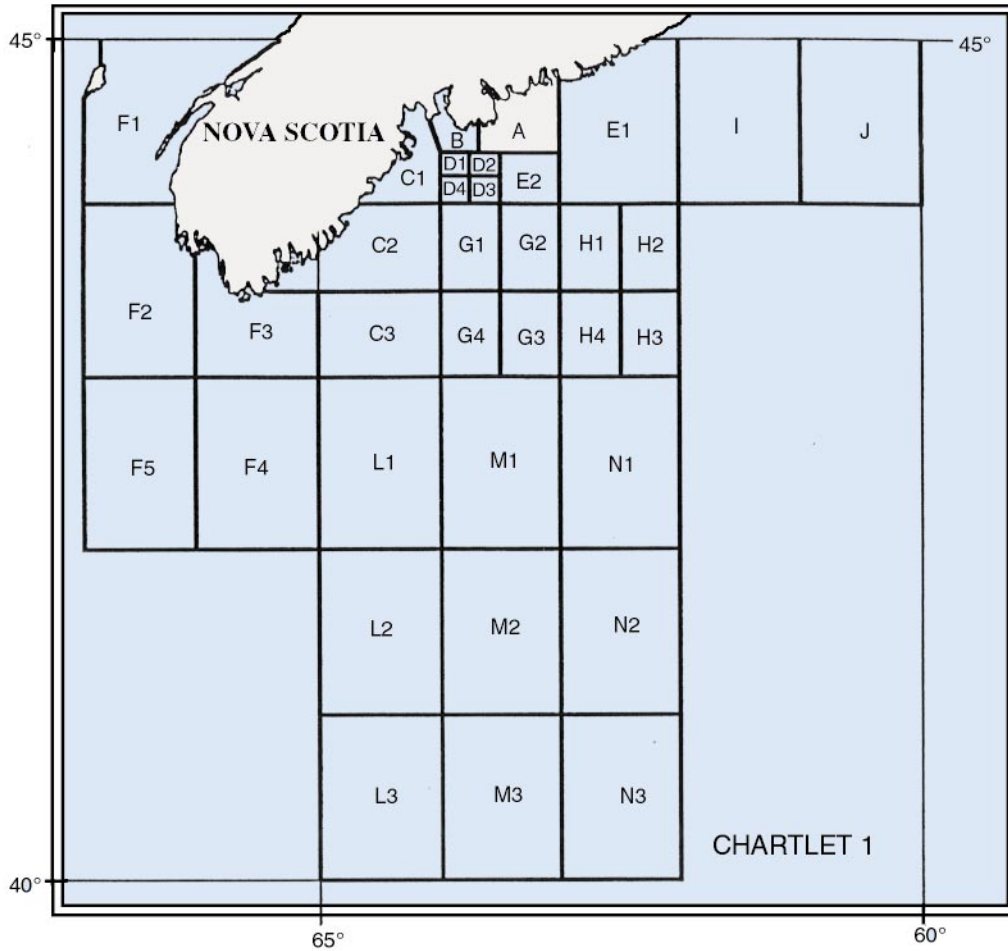 45°
45°
F1
NOVA SCOTIA
B
A
E1
I
J
C1
D1
D2
D4
D3
E2
C2
G1
G2
H1
H2
F2
F3
C3
G4
G3
H4
H3
F5
F4
L1
M1
N1
L2
M2
N2
L3
M3
N3
CHARTLET 1
40°
65°
60°